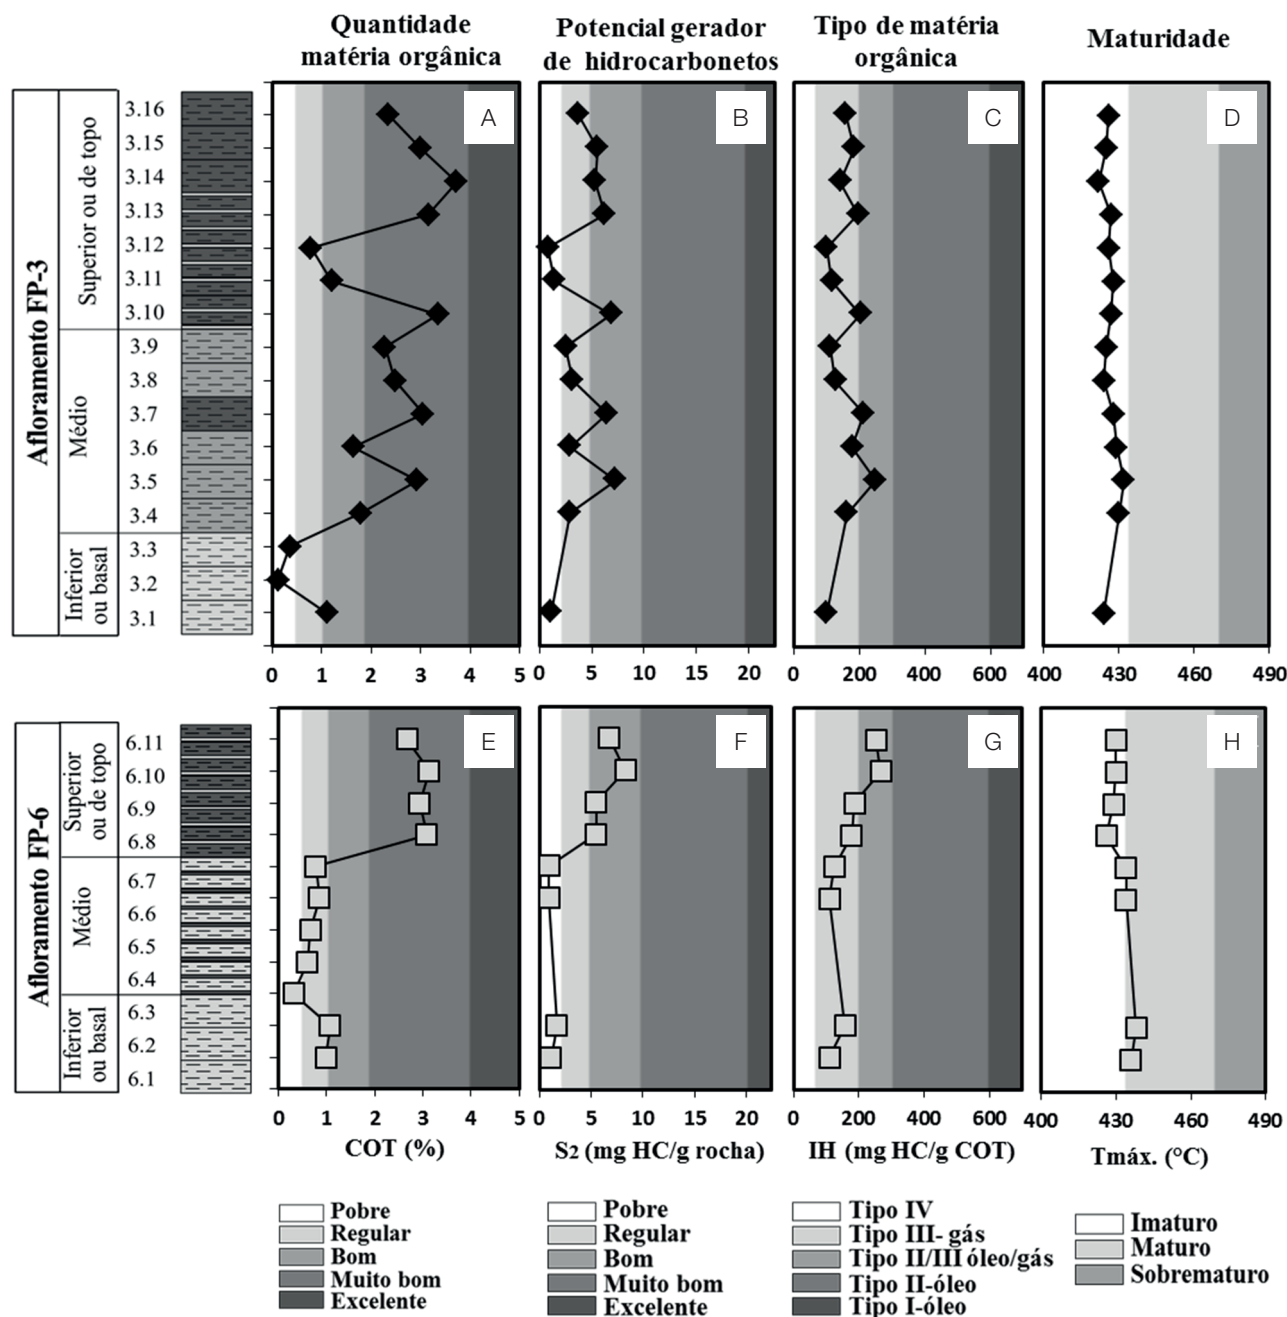 Quantidade
matéria orgânica
Potencial gerador
de hidrocarbonetos
Tipo de matéria
orgânica
Maturidade
Afloramento FP-3
Superior ou de topo
Médio
Inferior
ou basal
3.16
3.15
3.14
3.13
3.12
3.11
3.10
3.9
3.8
3.7
3.6
3.5
3.4
3.3
3.2
3.1
A
B
C
D
0 1 2 3 4 5
0 5 10 15 20
0 200 400 600
400 430 460 490
Afloramento FP-6
Superior
ou de topo
Médio
Inferior
ou basal
6.11
6.10
6.9
6.8
6.7
6.6
6.5
6.4
6.3
6.2
6.1
E
F
G
H
0 1 2 3 4 5
0 5 10 15 20
0 200 400 600
400 430 460 490
COT (%)
S2 (mg HC/g rocha)
IH (mg HC/g COT)
Tmáx. (°C)
Pobre
Regular
Bom
Muito bom
Excelente
Pobre
Regular
Bom
Muito bom
Excelente
Tipo IV
Tipo III- gás
Tipo II/III óleo/gás
Tipo II-óleo
Tipo I-óleo
Imaturo
Maturo
Sobrematuro